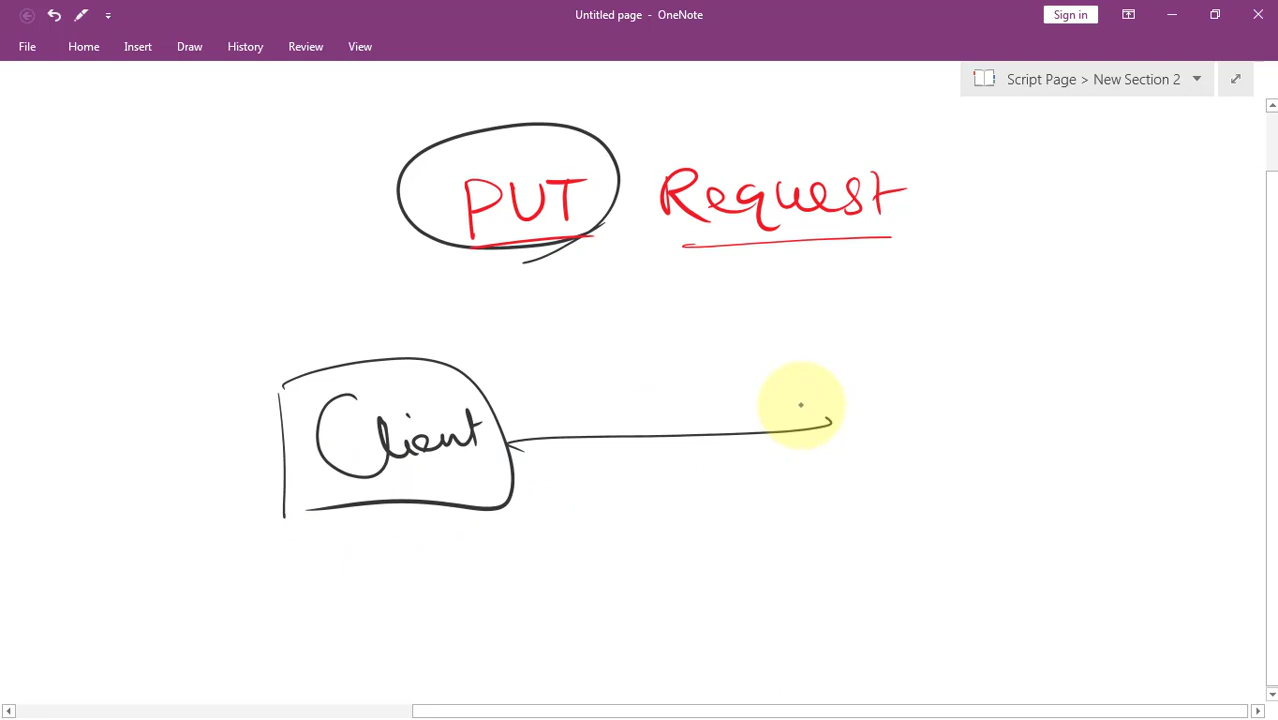 Untitled page - OneNote
Sign in
File Home Insert Draw History Review View
Script Page > New Section 2
PUT Request
Client